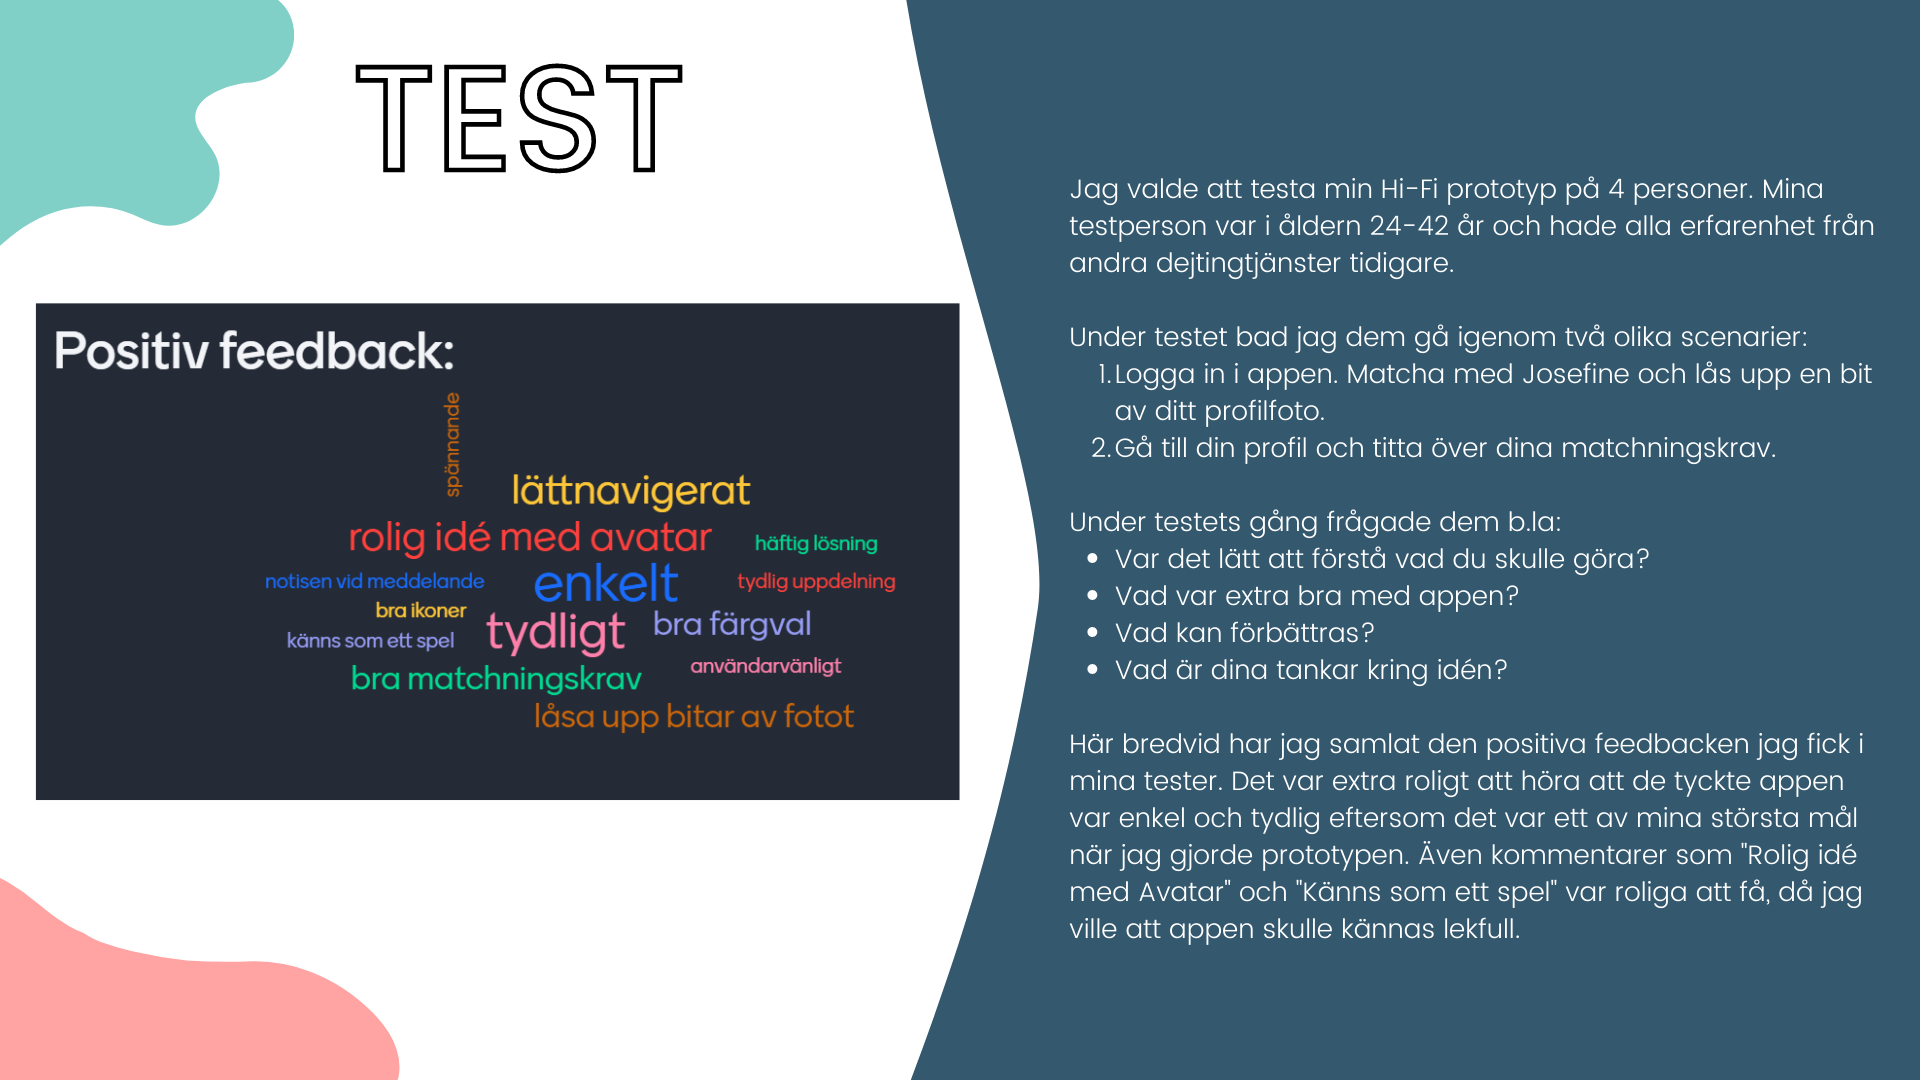 TEST
Positiv feedback:
spännande
lättnavigerat
rolig idé med avatar
häftig lösning
notisen vid meddelande
enkelt
tydlig uppdelning
bra ikoner
känns som ett spel
tydligt
bra färgval
bra matchningskrav
användarvänligt
låsa upp bitar av fotot
Jag valde att testa min Hi-Fi prototyp på 4 personer. Mina
testperson var i åldern 24-42 år och hade alla erfarenhet från
andra dejtingtjänster tidigare.
Under testet bad jag dem gå igenom två olika scenarier:
1. Logga in i appen. Matcha med Josefine och lås upp en bit
av ditt profilfoto.
2. Gå till din profil och titta över dina matchningskrav.
Under testets gång frågade dem b.la:
• Var det lätt att förstå vad du skulle göra?
• Vad var extra bra med appen?
• Vad kan förbättras?
• Vad är dina tankar kring idén?
Här bredvid har jag samlat den positiva feedbacken jag fick i
mina tester. Det var extra roligt att höra att de tyckte appen
var enkel och tydlig eftersom det var ett av mina största mål
när jag gjorde prototypen. Även kommentarer som "Rolig idé
med Avatar" och "Känns som ett spel" var roliga att få, då jag
ville att appen skulle kännas lekfull.